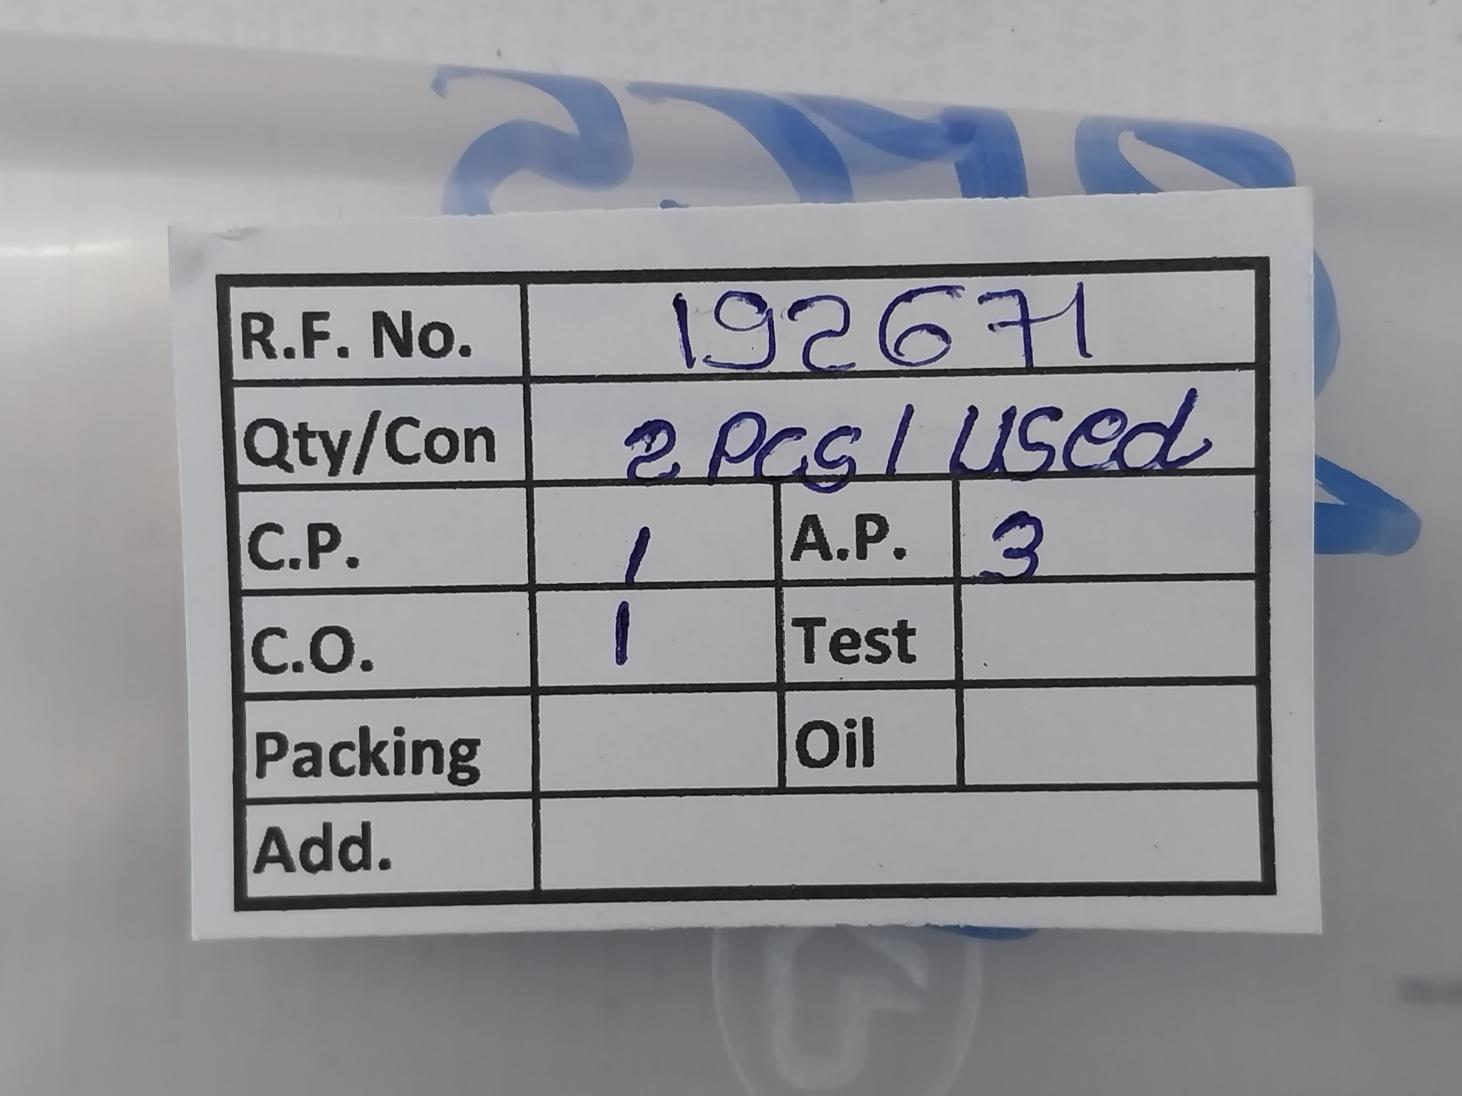 R.F. No. 192671
Qty/Con 2 Pcs / Used
C.P. 1 A.P. 3
C.O. 1 Test
Packing Oil
Add.